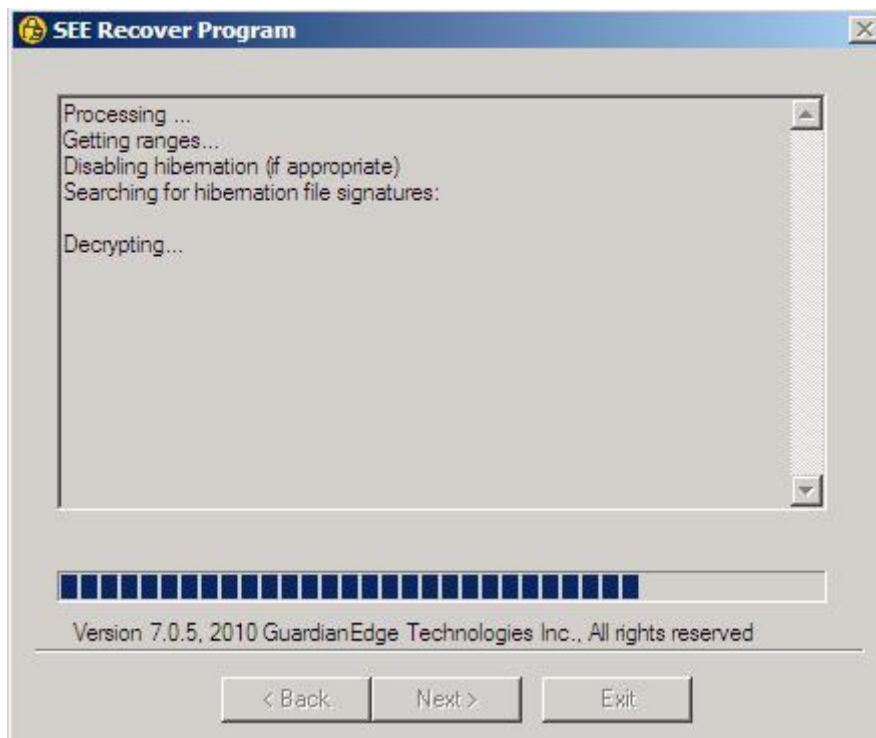 SEE Recover Program
Processing ...
Getting ranges...
Disabling hibernation (if appropriate)
Searching for hibernation file signatures:
Decrypting...
Version 7.0.5, 2010 GuardianEdge Technologies Inc., All rights reserved
< Back
Next >
Exit